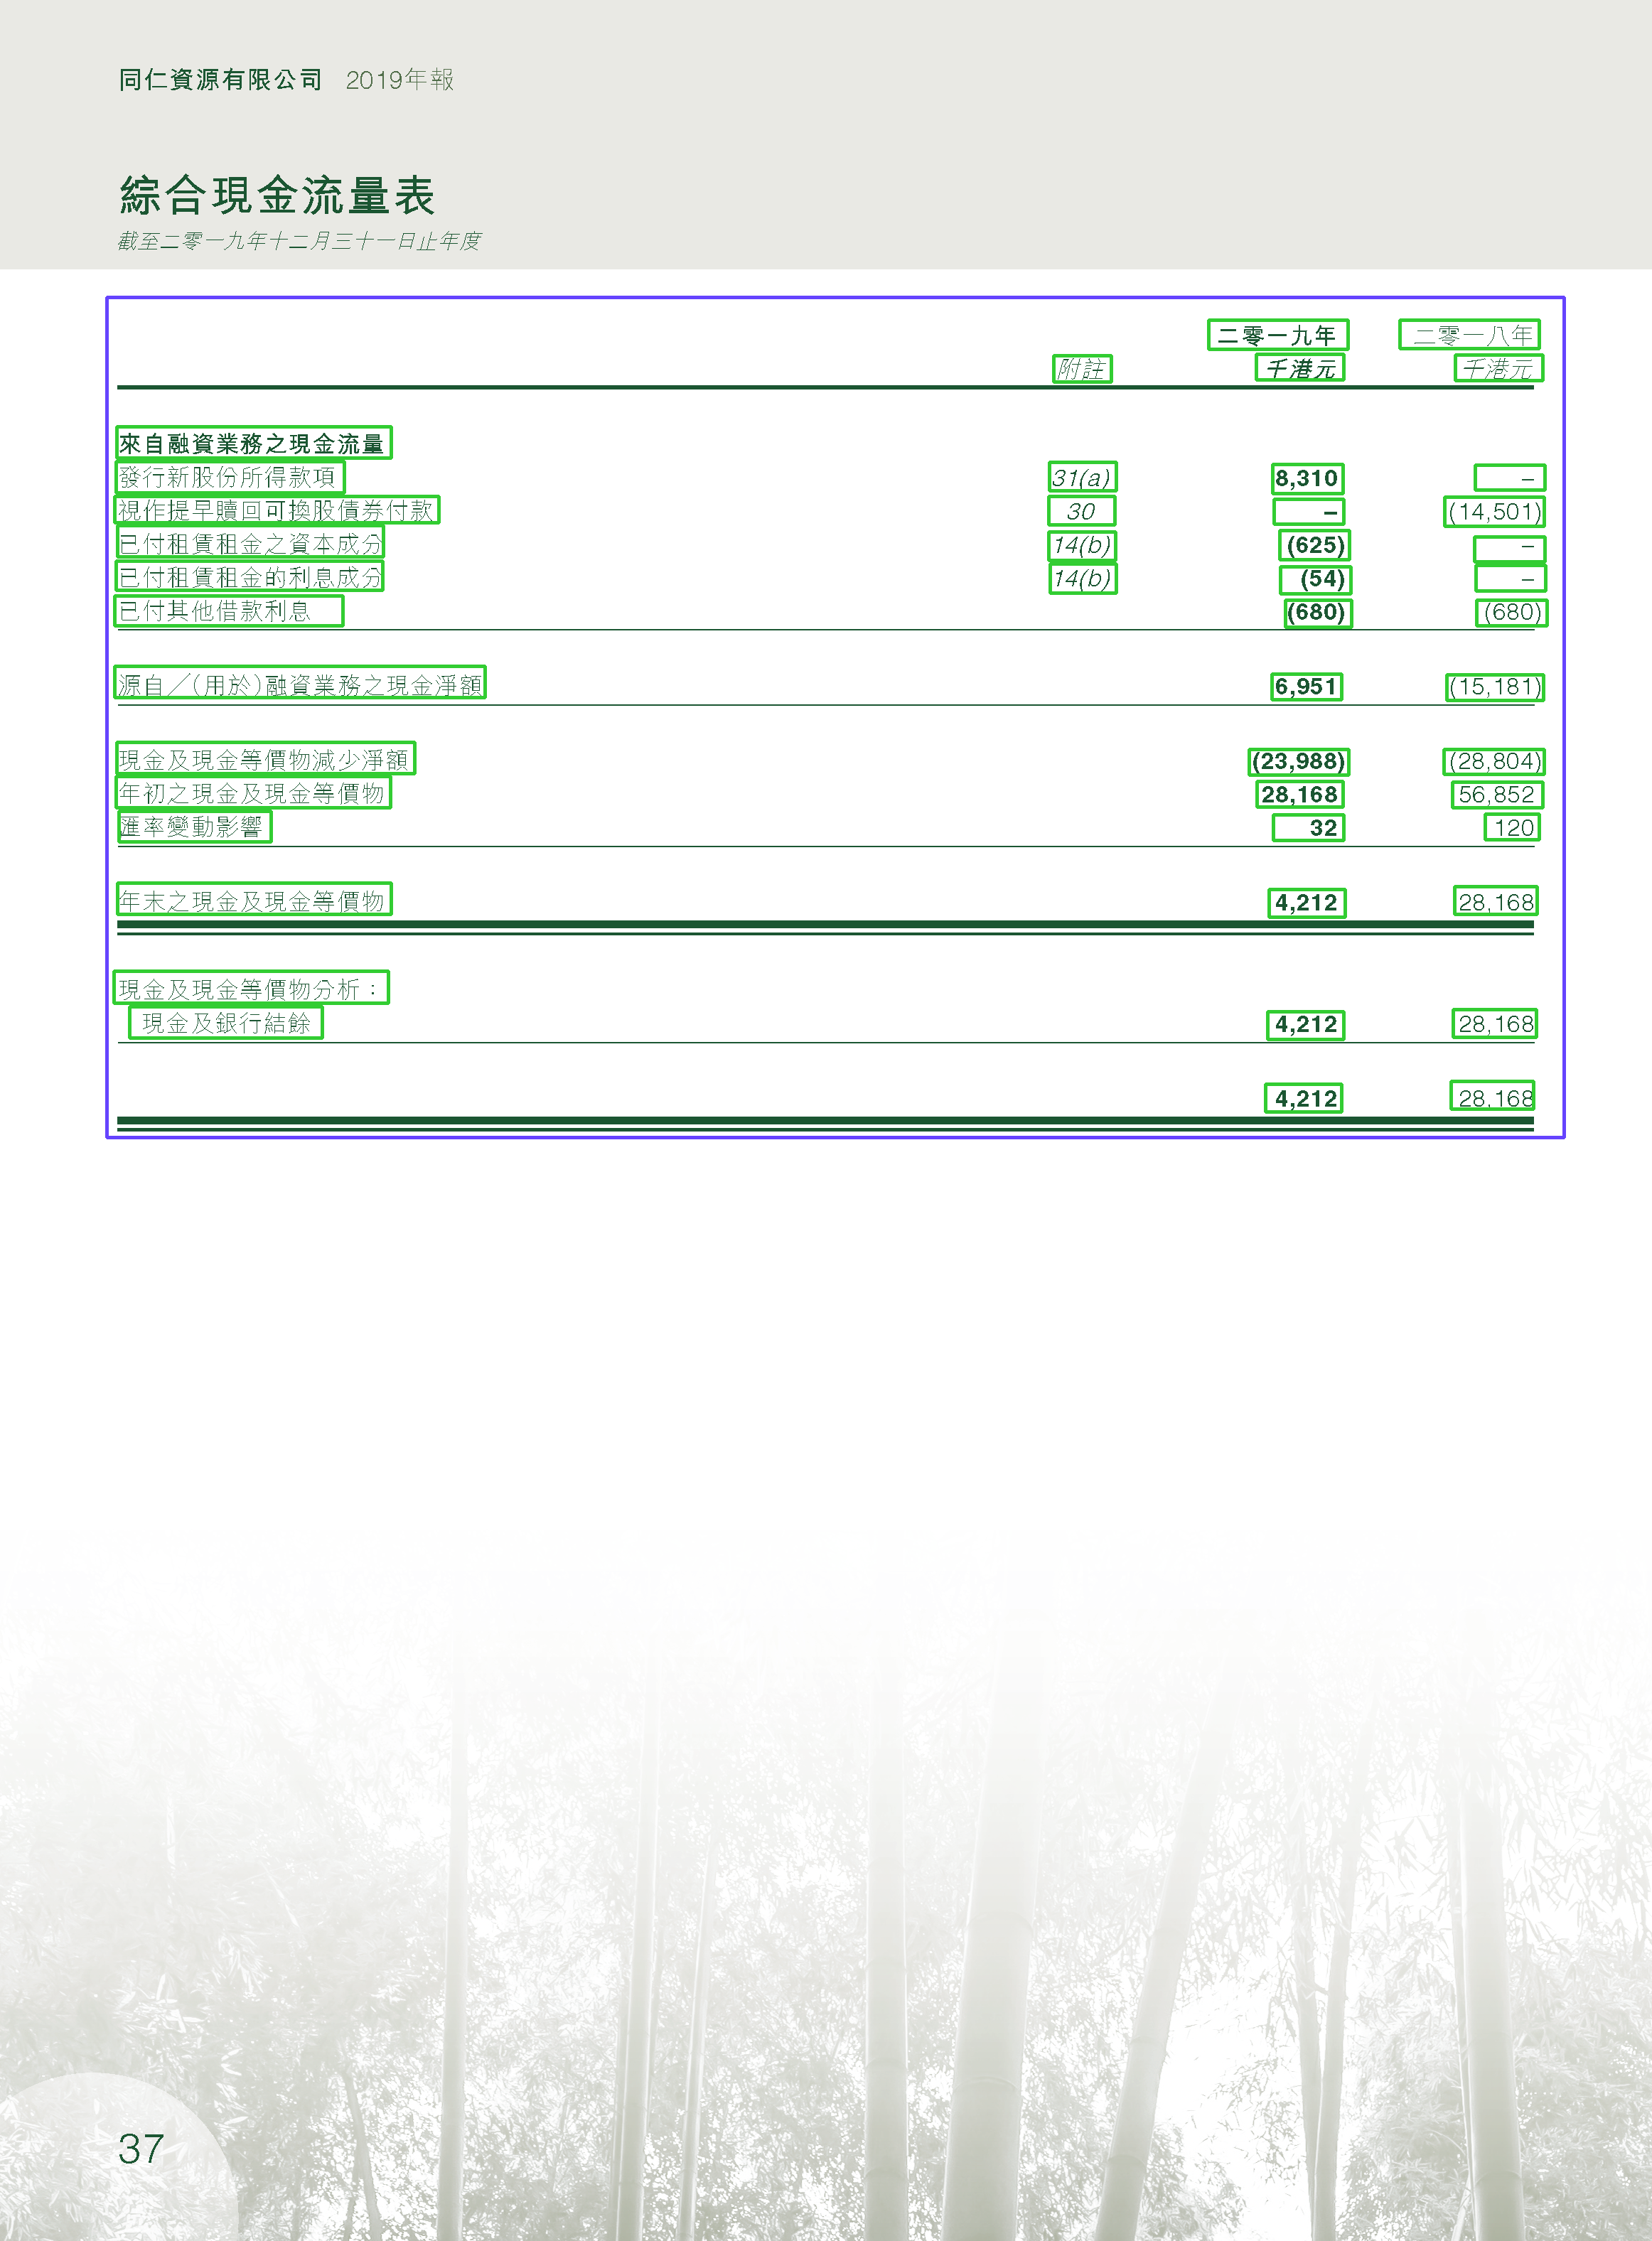 同仁資源有限公司 2019年報
綜合現金流量表
截至二零一九年十二月三十一日止年度
二零一九年 二零一八年
附註 千港元 千港元
來自融資業務之現金流量
發行新股份所得款項 31(a) 8,310 –
視作提早贖回可換股債券付款 30 – (14,501)
已付租賃租金之資本成分 14(b) (625) –
已付租賃租金的利息成分 14(b) (54) –
已付其他借款利息 (680) (680)
源自╱(用於)融資業務之現金淨額 6,951 (15,181)
現金及現金等價物減少淨額 (23,988) (28,804)
年初之現金及現金等價物 28,168 56,852
匯率變動影響 32 120
年末之現金及現金等價物 4,212 28,168
現金及現金等價物分析：
現金及銀行結餘 4,212 28,168
4,212 28,168
37